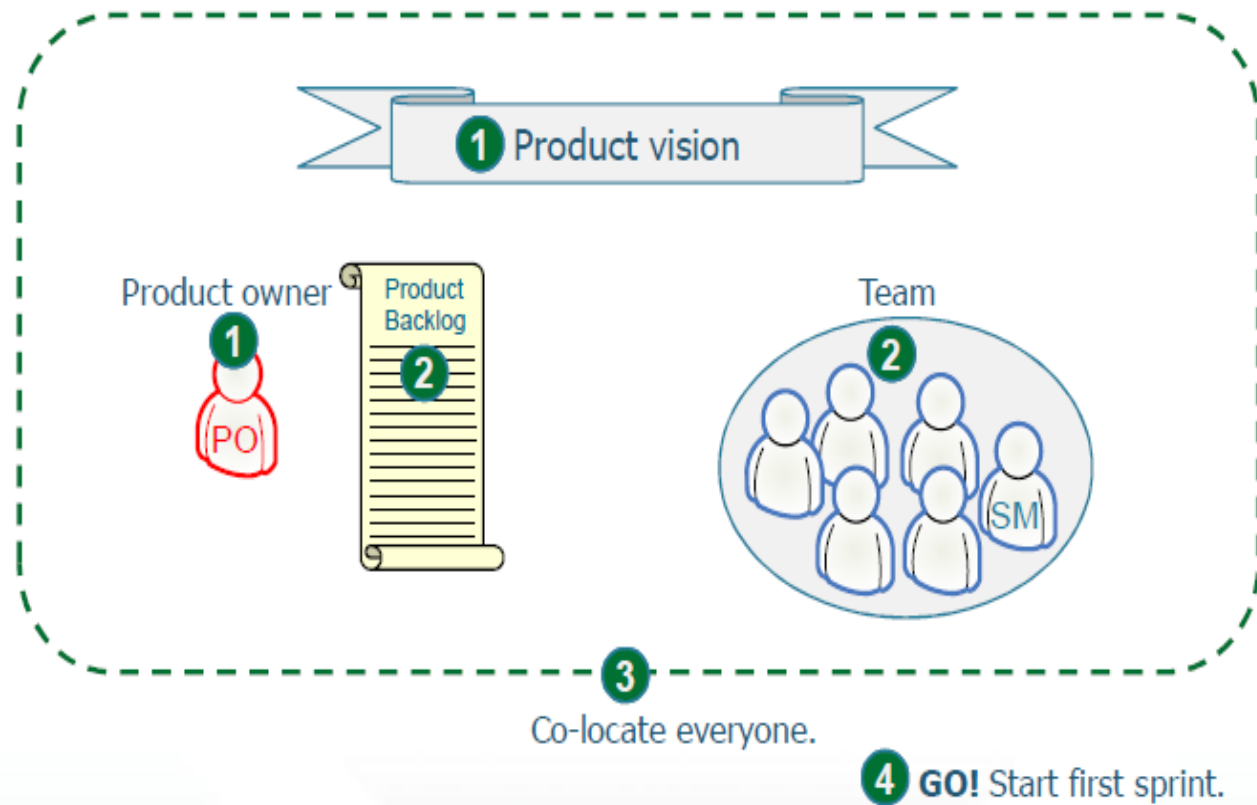 1 Product vision
Product owner
1
PO
Product
Backlog
2
Team
2
SM
3
Co-locate everyone.
4 GO! Start first sprint.